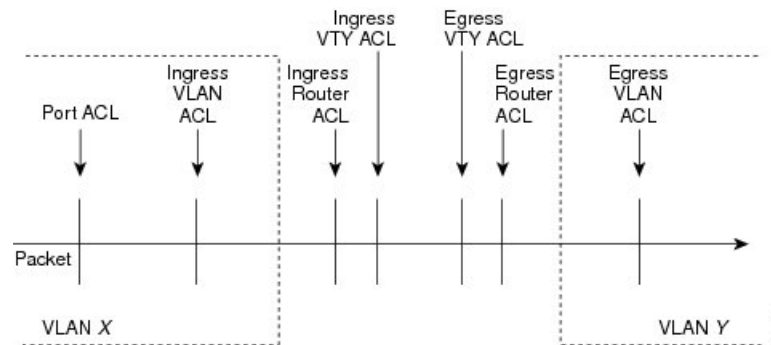 Ingress
VTY ACL
Egress
VTY ACL
Port ACL
Ingress
VLAN
ACL
Ingress
Router
ACL
Egress
Router
ACL
Egress
VLAN
ACL
Packet
VLAN X
VLAN Y